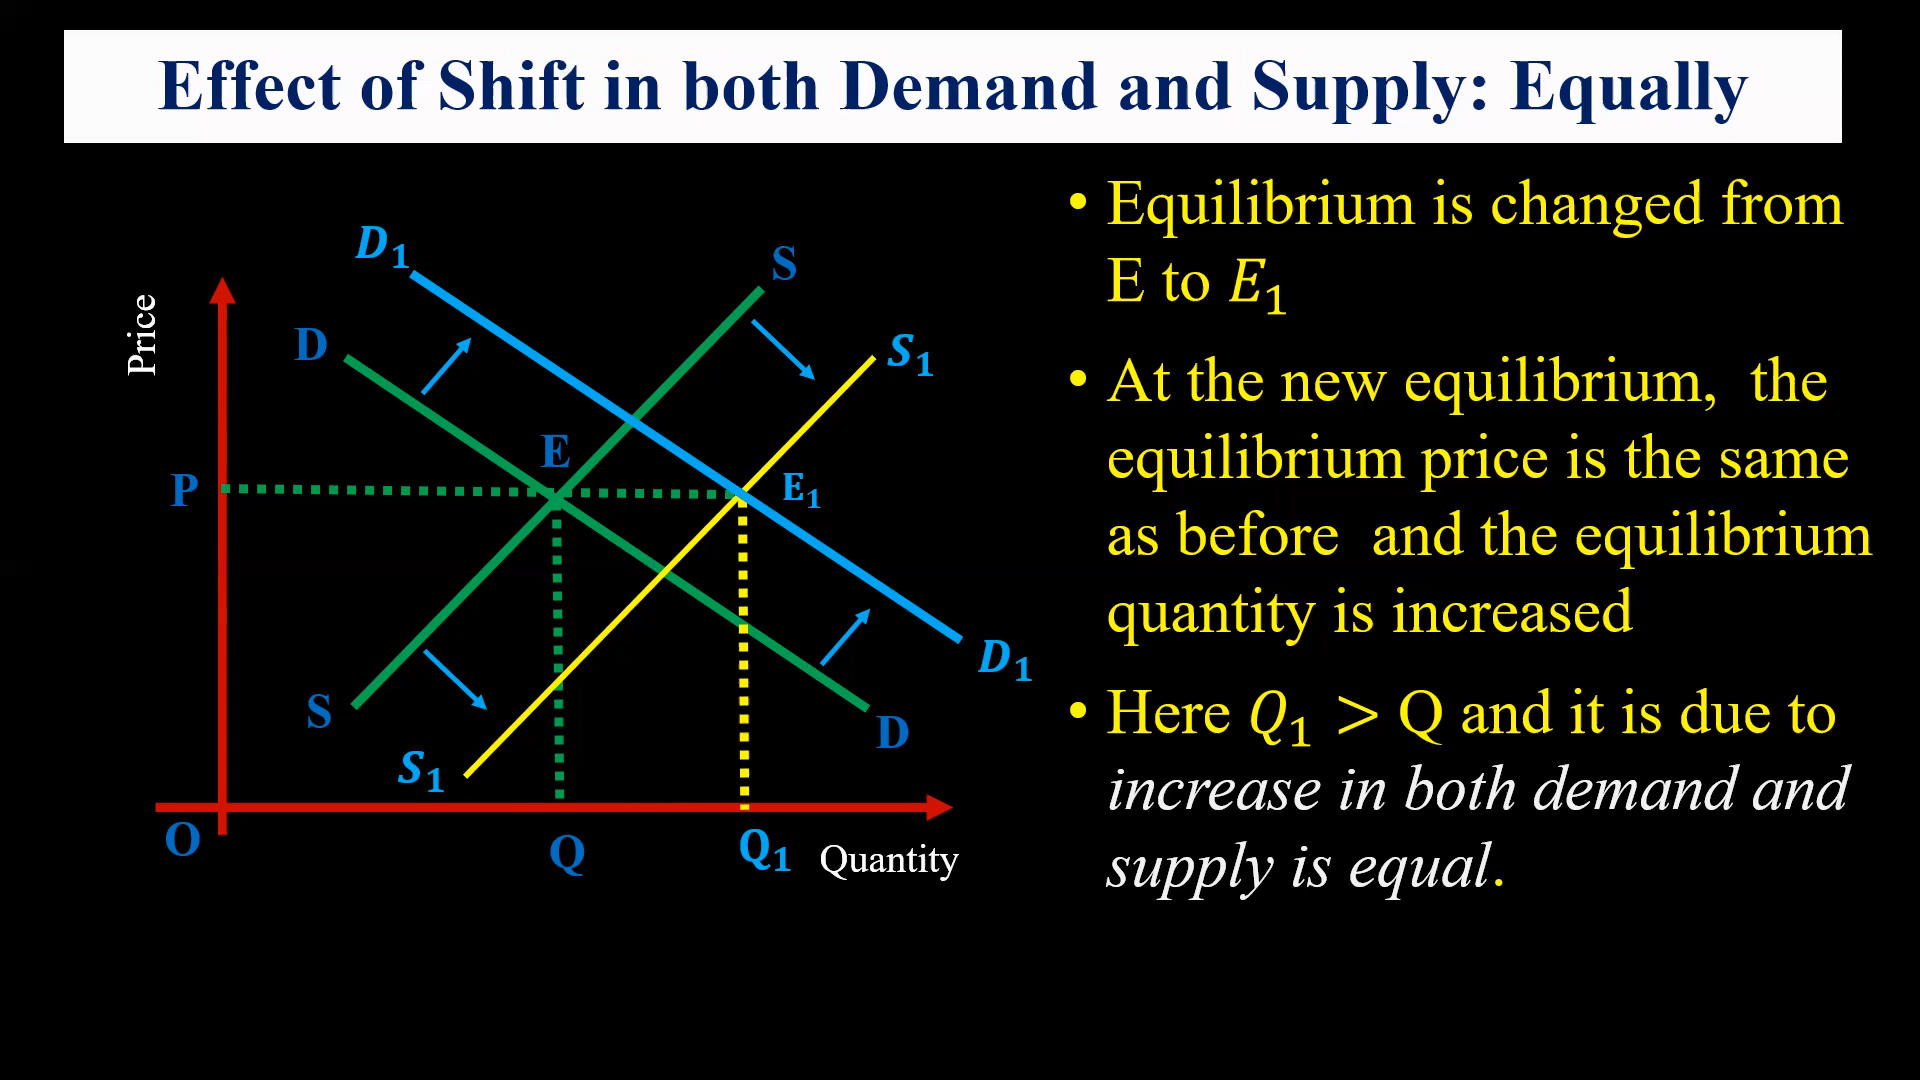 Effect of Shift in both Demand and Supply: Equally
D₁
S
Price
D
S₁
E
P
E₁
D₁
S
D
S₁
O
Q
Q₁
Quantity
• Equilibrium is changed from
E to E₁
• At the new equilibrium, the
equilibrium price is the same
as before and the equilibrium
quantity is increased
• Here Q₁ > Q and it is due to
increase in both demand and
supply is equal.